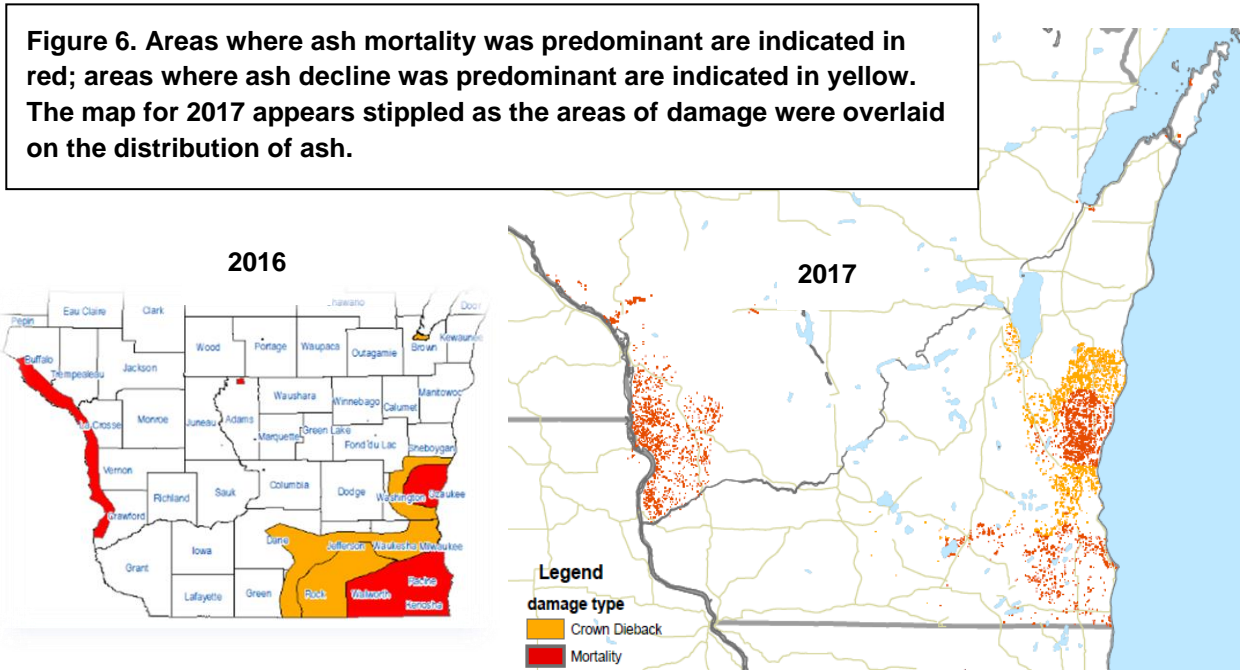 Figure 6. Areas where ash mortality was predominant are indicated in
red; areas where ash decline was predominant are indicated in yellow.
The map for 2017 appears stippled as the areas of damage were overlaid
on the distribution of ash.
2016
2017
Eau Claire
Clark
Pepin
Buffalo
Trempealeau
Jackson
Wood
Portage
Waupaca
Outagamie
Brown
Kewaunee
Monroe
Juneau
Adams
Waushara
Winnebago
Calumet
Manitowoc
Marquette
Green Lake
Fond du Lac
Sheboygan
Vernon
Richland
Sauk
Columbia
Dodge
Washington
Ozaukee
Crawford
Dane
Jefferson
Waukesha
Milwaukee
Grant
Iowa
Lafayette
Green
Rock
Walworth
Racine
Kenosha
Legend
damage type
Crown Dieback
Mortality